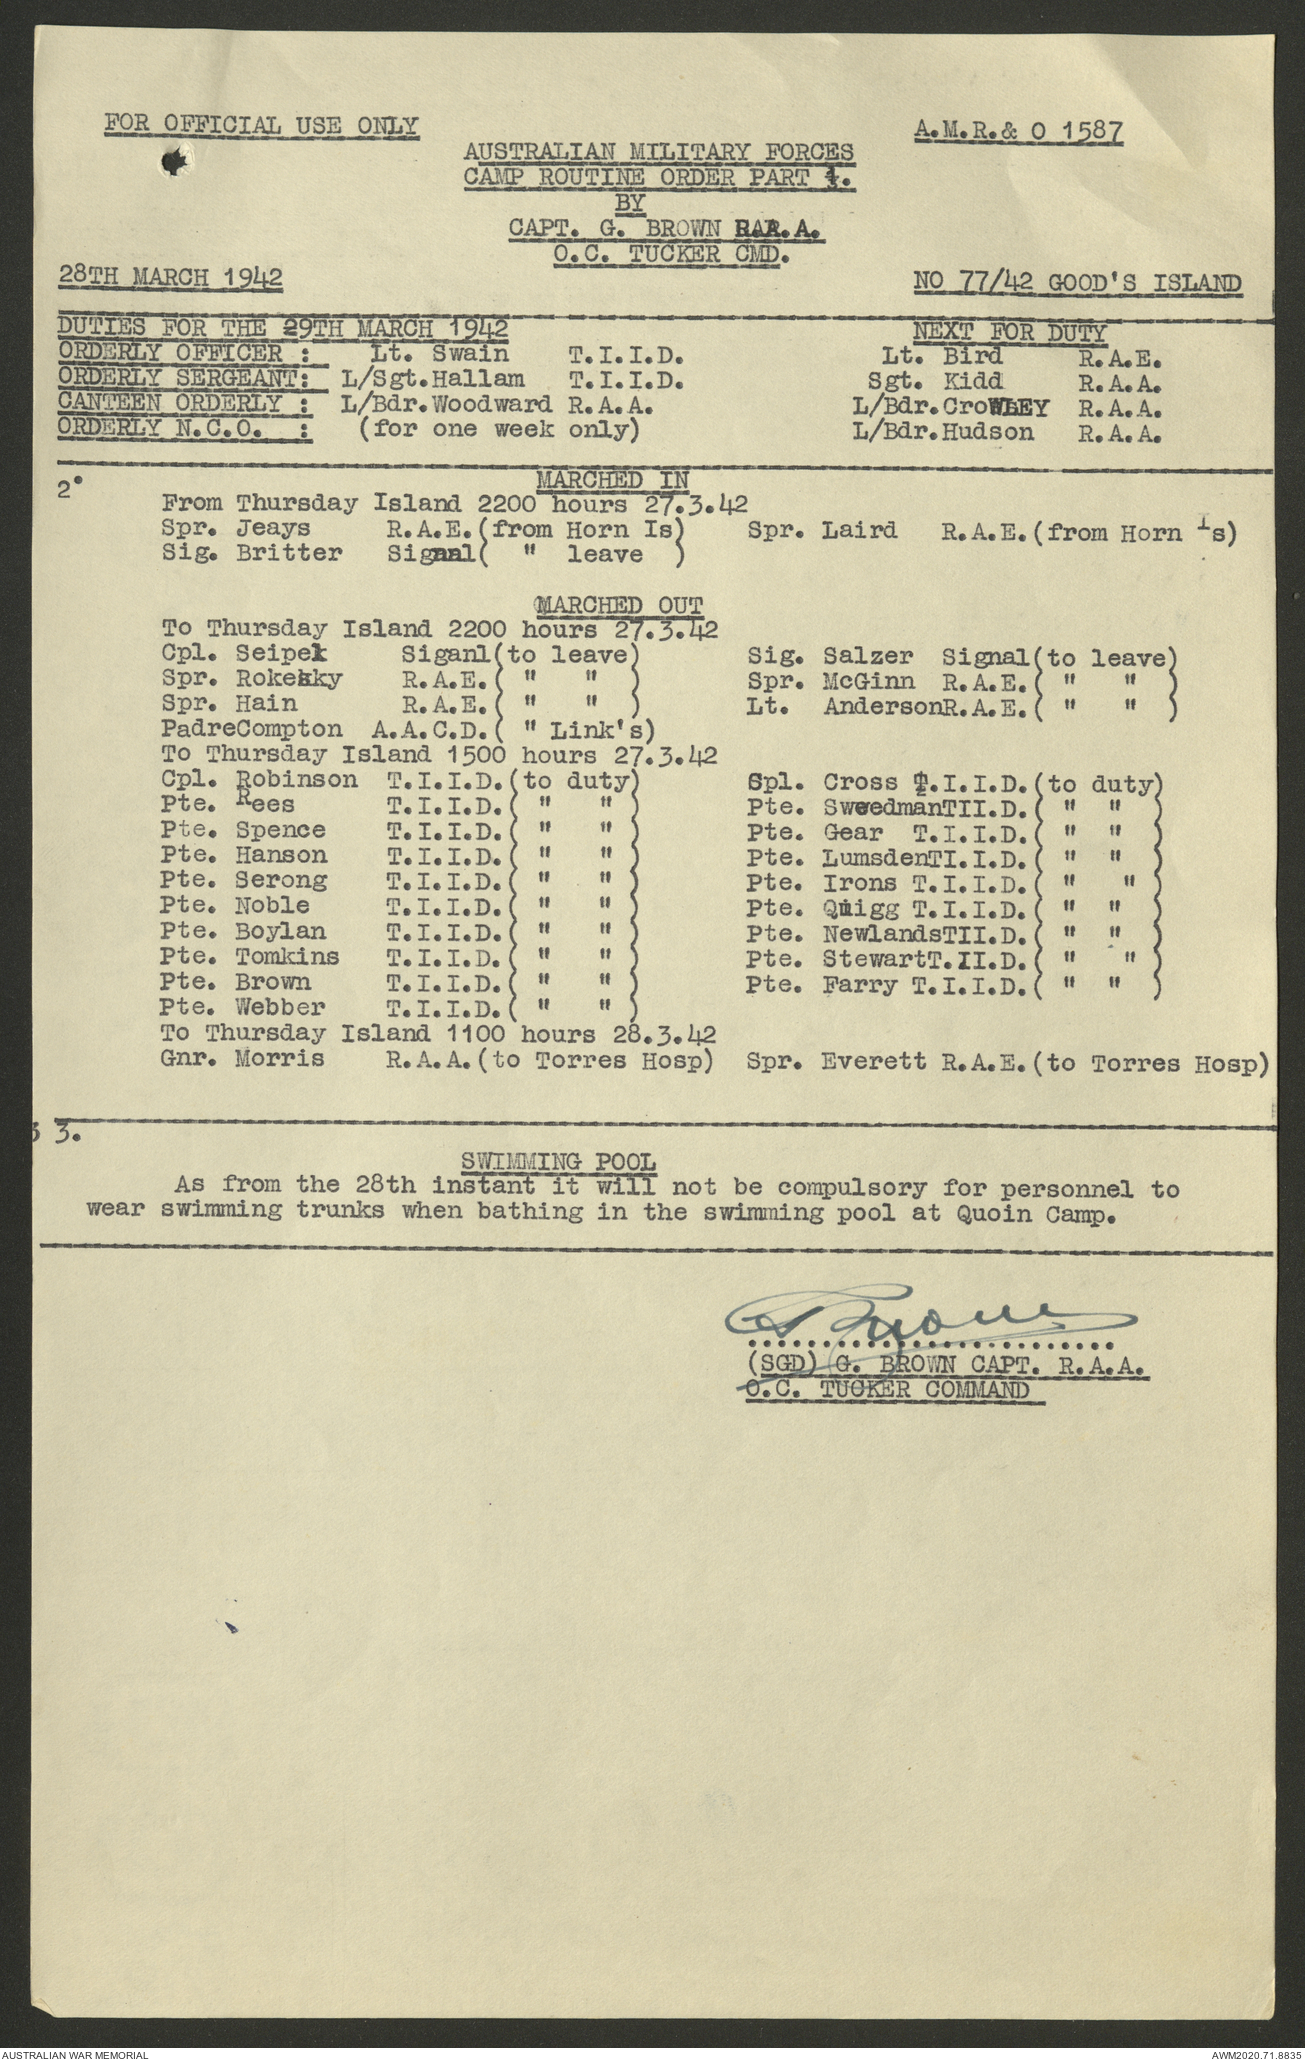 FOR OFFICIAL USE ONLY A.M.R.& O 1587
AUSTRALIAN MILITARY FORCES
CAMP ROUTINE ORDER PART 1.
BY
CAPT. G. BROWN R.A.A.
O.C. TUCKER CMD.
28TH MARCH 1942 NO 77/42 GOOD'S ISLAND
DUTIES FOR THE 29TH MARCH 1942 NEXT FOR DUTY
ORDERLY OFFICER : Lt. Swain T.I.I.D. Lt. Bird R.A.E.
ORDERLY SERGEANT: L/Sgt.Hallam T.I.I.D. Sgt. Kidd R.A.A.
CANTEEN ORDERLY : L/Bdr.Woodward R.A.A. L/Bdr.CroWLEY R.A.A.
ORDERLY N.C.O. : (for one week only) L/Bdr.Hudson R.A.A.
2. MARCHED IN
From Thursday Island 2200 hours 27.3.42
Spr. Jeays R.A.E.(from Horn Is) Spr. Laird R.A.E.(from Horn Is)
Sig. Britter Signal( " leave )
MARCHED OUT
To Thursday Island 2200 hours 27.3.42
Cpl. Seipel Siganl(to leave) Sig. Salzer Signal(to leave)
Spr. R.A.E.( " " ) Spr. McGinn R.A.E.( " " )
Spr. Hain R.A.E.( " " ) Lt. AndersonR.A.E.( " " )
PadreCompton A.A.C.D.( " Link's)
To Thursday Island 1500 hours 27.3.42
Cpl. Robinson T.I.I.D.(to duty) Spl. Cross T.I.I.D.(to duty)
Pte. Rees T.I.I.D.( " " ) Pte. SweedmanTII.D.( " " )
Pte. Spence T.I.I.D.( " " ) Pte. Gear T.I.I.D.( " " )
Pte. Hanson T.I.I.D.( " " ) Pte. LumsdenTI.I.D.( " " )
Pte. Serong T.I.I.D.( " " ) Pte. Irons T.I.I.D.( " " )
Pte. Noble T.I.I.D.( " " ) Pte. Quigg T.I.I.D.( " " )
Pte. Boylan T.I.I.D.( " " ) Pte. NewlandsTII.D.( " " )
Pte. Tomkins T.I.I.D.( " " ) Pte. StewartT.II.D.( " " )
Pte. Brown T.I.I.D.( " " ) Pte. Farry T.I.I.D.( " " )
Pte. Webber T.I.I.D.( " " )
To Thursday Island 1100 hours 28.3.42
Gnr. Morris R.A.A.(to Torres Hosp) Spr. Everett R.A.E.(to Torres Hosp)
3 3.
SWIMMING POOL
As from the 28th instant it will not be compulsory for personnel to
wear swimming trunks when bathing in the swimming pool at Quoin Camp.
G Brown
..........................
(SGD) G. BROWN CAPT. R.A.A.
O.C. TUCKER COMMAND
AUSTRALIAN WAR MEMORIAL AWM2020.71.8835